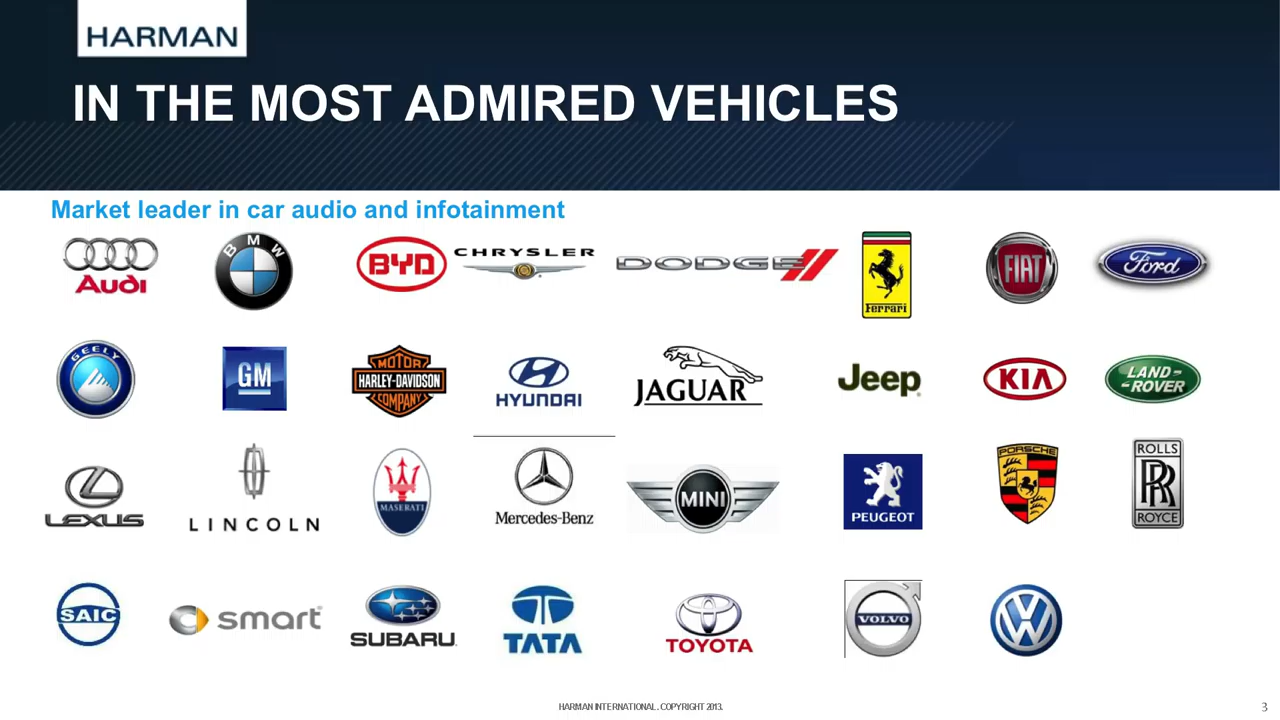 HARMAN
IN THE MOST ADMIRED VEHICLES
Market leader in car audio and infotainment
Audi
BMW
BYD
CHRYSLER
DODGE
Ferrari
FIAT
Ford
GEELY
GM
MOTOR
HARLEY-DAVIDSON
COMPANY
HYUNDAI
JAGUAR
Jeep
KIA
LAND-
-ROVER
LEXUS
LINCOLN
MASERATI
Mercedes-Benz
MINI
PEUGEOT
PORSCHE
ROLLS
RR
ROYCE
SAIC
smart
SUBARU
TATA
TOYOTA
VOLVO
VW
HARMAN INTERNATIONAL. COPYRIGHT 2013.
3